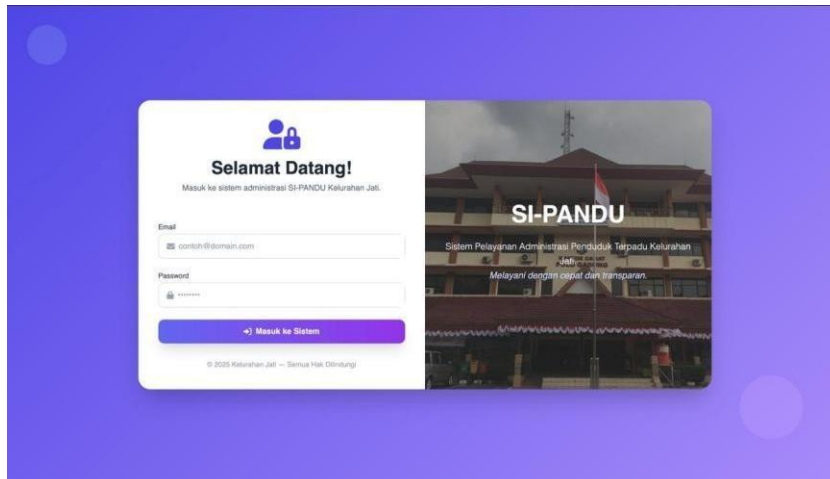 Selamat Datang!
Masuk ke sistem administrasi SI-PANDU Kelurahan Jati.
Email
contoh@domain.com
Password
Masuk ke Sistem
© 2025 Kelurahan Jati — Semua Hak Dilindungi
SI-PANDU
Sistem Pelayanan Administrasi Penduduk Terpadu Kelurahan
Jati
Melayani dengan cepat dan transparan.